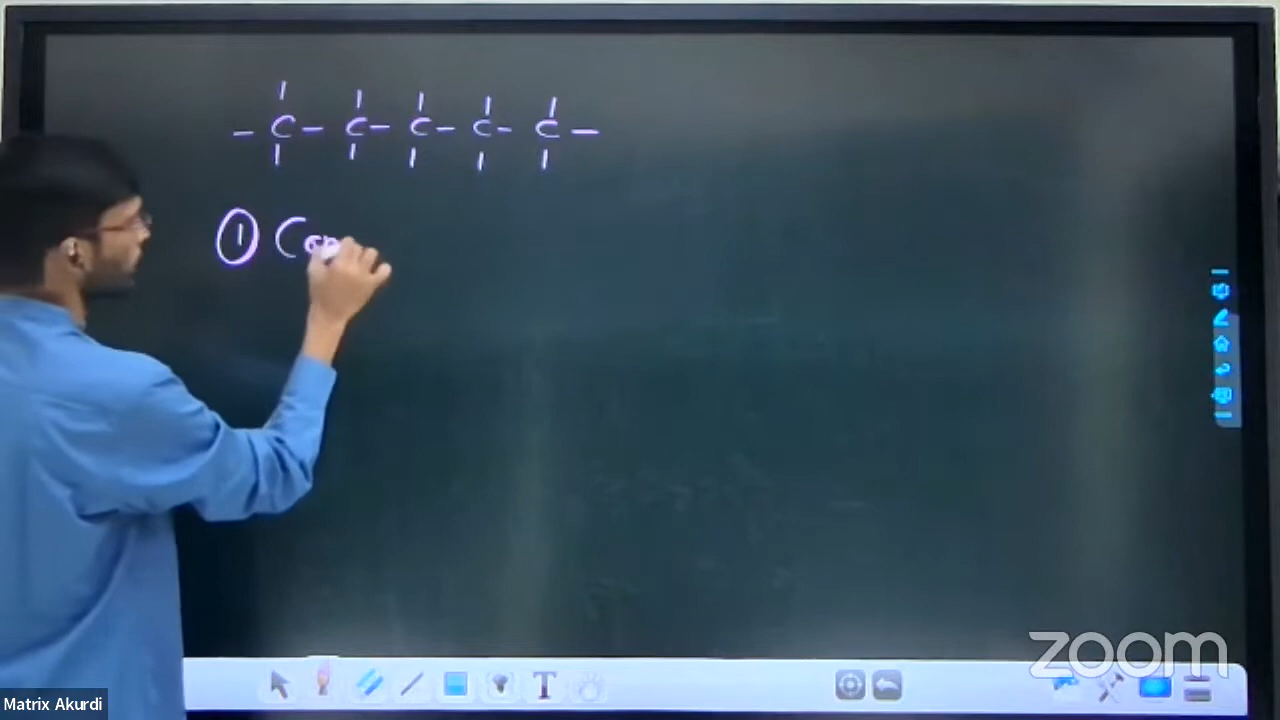 - C - C - C - C - C -
①
T
zoom
Matrix Akurdi